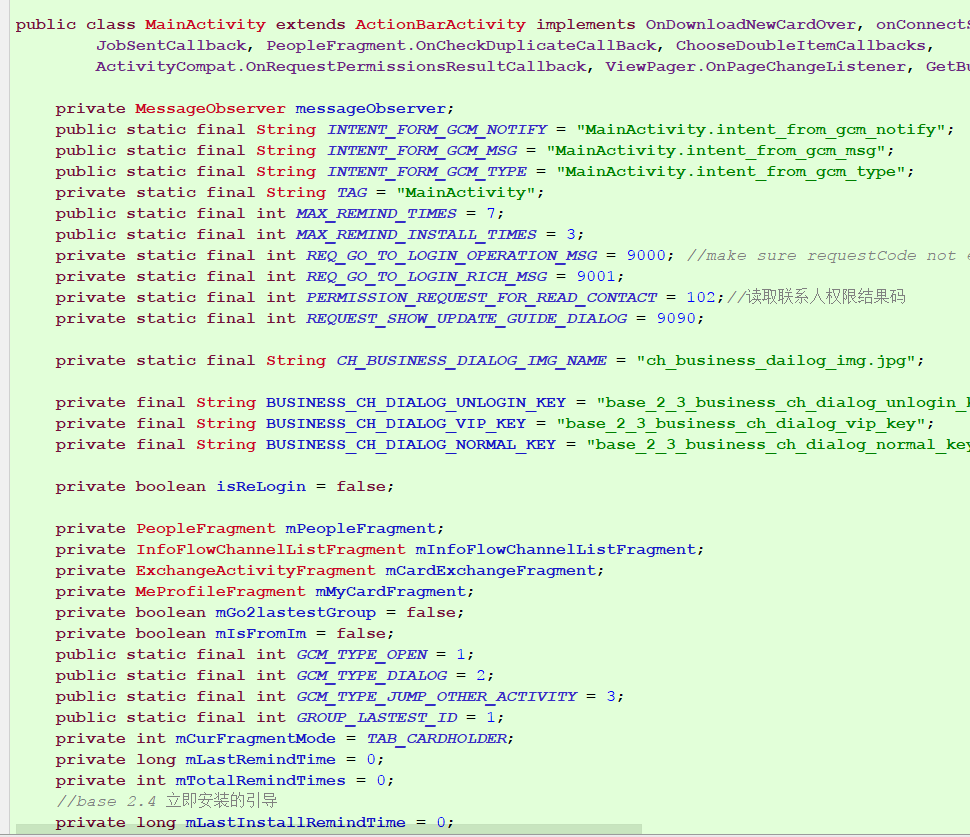 public class MainActivity extends ActionBarActivity implements OnDownloadNewCardOver,
JobSentCallback, PeopleFragment.OnCheckDuplicateCallBack, ChooseDoubleItemCallbacks,
ActivityCompat.OnRequestPermissionsResultCallback, ViewPager.OnPageChangeListener,
private MessageObserver messageObserver;
public static final String INTENT_FORM_GCM_NOTIFY = "MainActivity.intent_from_gcm_notify";
public static final String INTENT_FORM_GCM_MSG = "MainActivity.intent_from_gcm_msg";
public static final String INTENT_FORM_GCM_TYPE = "MainActivity.intent_from_gcm_type";
private static final String TAG = "MainActivity";
public static final int MAX_REMIND_TIMES = 7;
public static final int MAX_REMIND_INSTALL_TIMES = 3;
private static final int REQ_GO_TO_LOGIN_OPERATION_MSG = 9000; //make sure requestCode not
private static final int REQ_GO_TO_LOGIN_RICH_MSG = 9001;
private static final int PERMISSION_REQUEST_FOR_READ_CONTACT = 102;//读取联系人权限结果码
private static final int REQUEST_SHOW_UPDATE_GUIDE_DIALOG = 9090;
private static final String CH_BUSINESS_DIALOG_IMG_NAME = "ch_business_dailog_img.jpg";
private final String BUSINESS_CH_DIALOG_UNLOGIN_KEY = "base_2_3_business_ch_dialog_unlogin_
private final String BUSINESS_CH_DIALOG_VIP_KEY = "base_2_3_business_ch_dialog_vip_key";
private final String BUSINESS_CH_DIALOG_NORMAL_KEY = "base_2_3_business_ch_dialog_normal_key
private boolean isReLogin = false;
private PeopleFragment mPeopleFragment;
private InfoFlowChannelListFragment mInfoFlowChannelListFragment;
private ExchangeActivityFragment mCardExchangeFragment;
private MeProfileFragment mMyCardFragment;
private boolean mGo2lastestGroup = false;
private boolean mIsFromIm = false;
public static final int GCM_TYPE_OPEN = 1;
public static final int GCM_TYPE_DIALOG = 2;
public static final int GCM_TYPE_JUMP_OTHER_ACTIVITY = 3;
public static final int GROUP_LASTEST_ID = 1;
private int mCurFragmentMode = TAB_CARDHOLDER;
private long mLastRemindTime = 0;
private int mTotalRemindTimes = 0;
//base 2.4 立即安装的引导
private long mLastInstallRemindTime = 0;